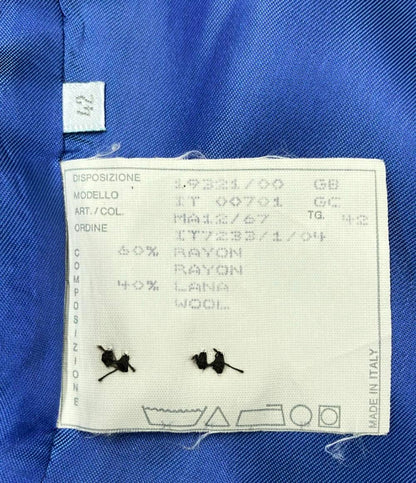 42
DISPOSIZIONE 19321/00 GB
MODELLO IT 00701 GC
ART./COL. MA12/67 TG. 42
ORDINE IT7233/1/04
COMPOSIZIONE
60% RAYON
RAYON
40% LANA
WOOL
MADE IN ITALY